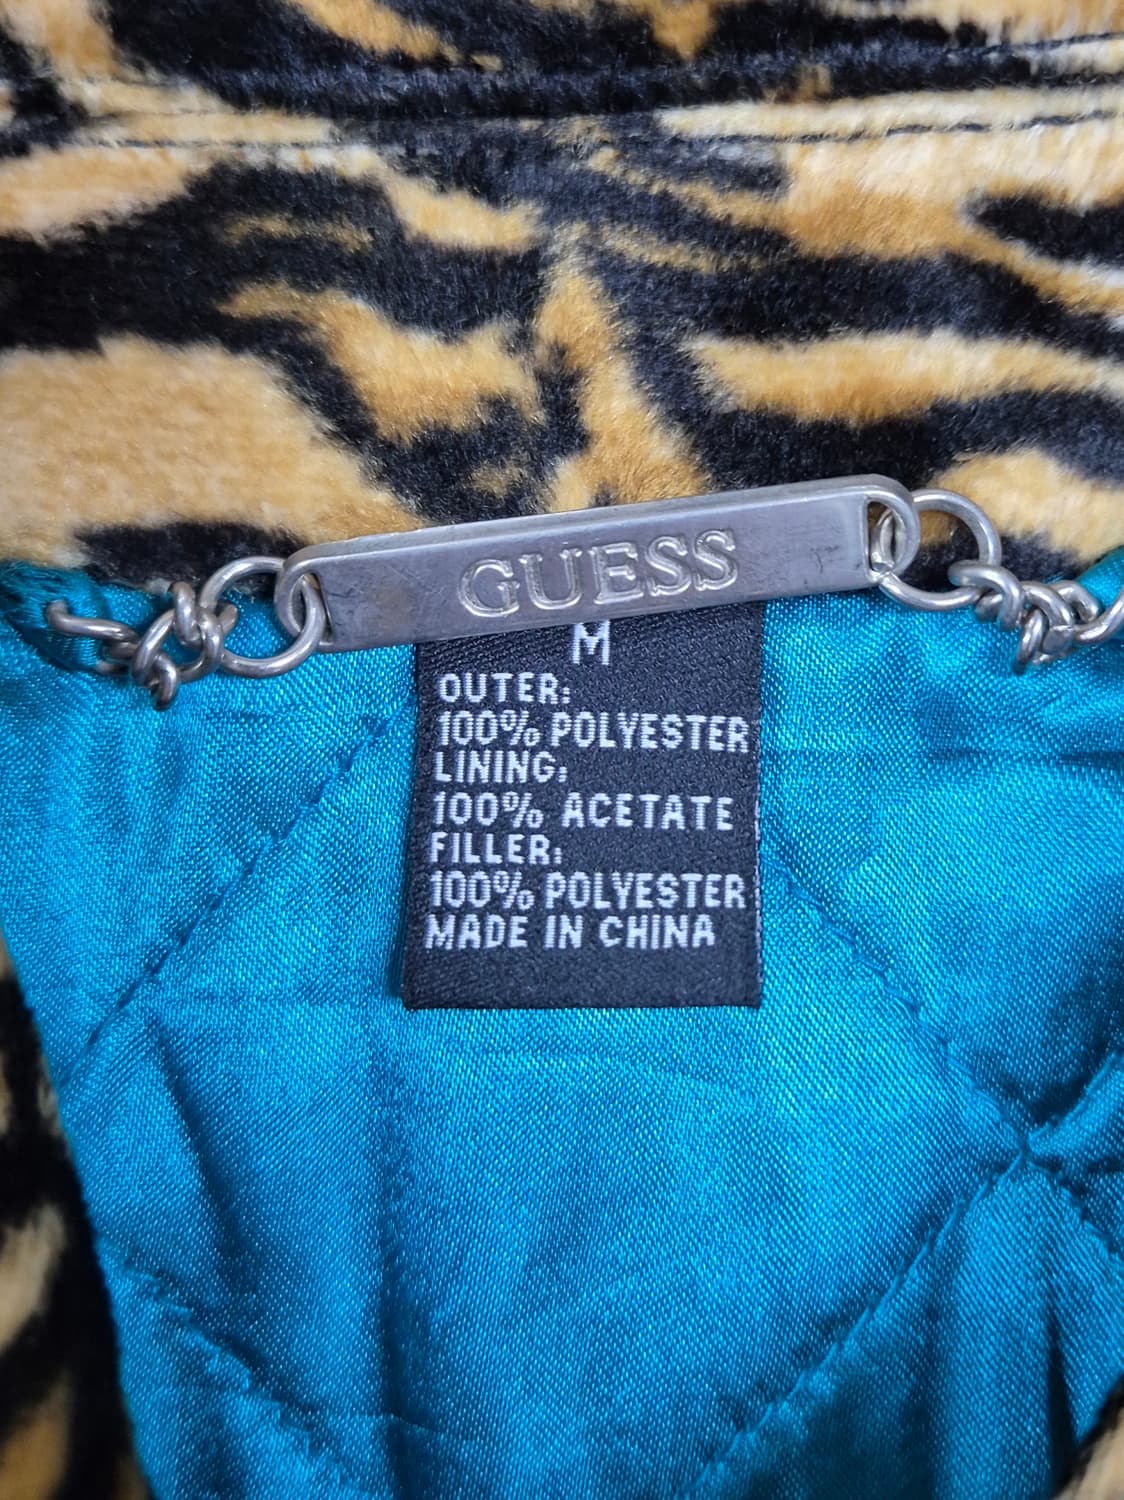 GUESS
M
OUTER:
100% POLYESTER
LINING:
100% ACETATE
FILLER:
100% POLYESTER
MADE IN CHINA